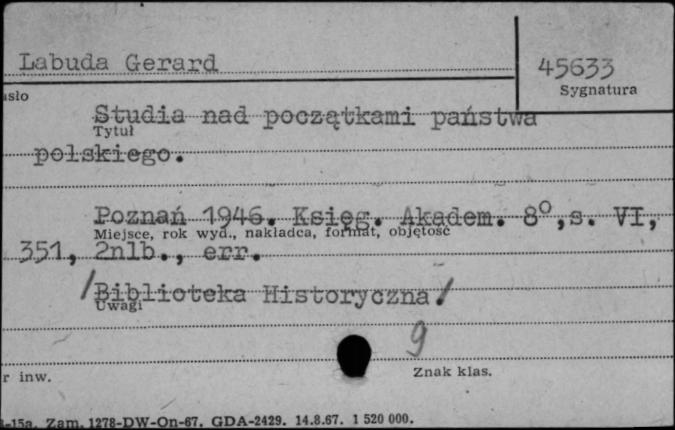 Labuda Gerard
45633
Sygnatura
Studia nad początkami państwa
Tytuł
polskiego.
Poznań 1946. Księg. Akadem. 8°, s. VI,
Miejsce, rok wyd., nakładca, format, objętość
351, 2nlb., err.
/Biblioteka Historyczna/
Uwagi
9
r inw.
Znak klas.
-15a. Zam. 1278-DW-On-67. GDA-2429. 14.8.67. 1 520 000.